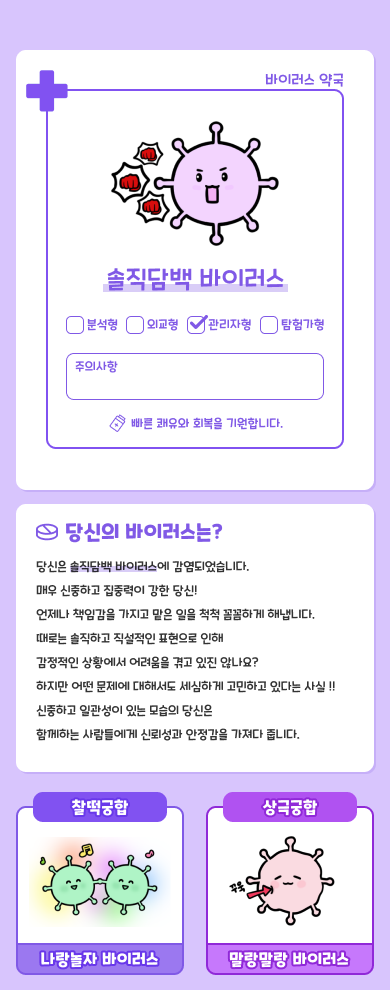 바이러스 약국
솔직담백 바이러스
분석형 외교형 관리자형 탐험가형
주의사항
빠른 쾌유와 회복을 기원합니다.
당신의 바이러스는?
당신은 솔직담백 바이러스에 감염되었습니다.
매우 신중하고 집중력이 강한 당신!
언제나 책임감을 가지고 맡은 일을 척척 꼼꼼하게 해냅니다.
때로는 솔직하고 직설적인 표현으로 인해
감정적인 상황에서 어려움을 겪고 있진 않나요?
하지만 어떤 문제에 대해서도 세심하게 고민하고 있다는 사실 !!
신중하고 일관성이 있는 모습의 당신은
함께하는 사람들에게 신뢰성과 안정감을 가져다 줍니다.
찰떡궁합 상극궁합
꾸욱
나랑놀자 바이러스 말랑말랑 바이러스